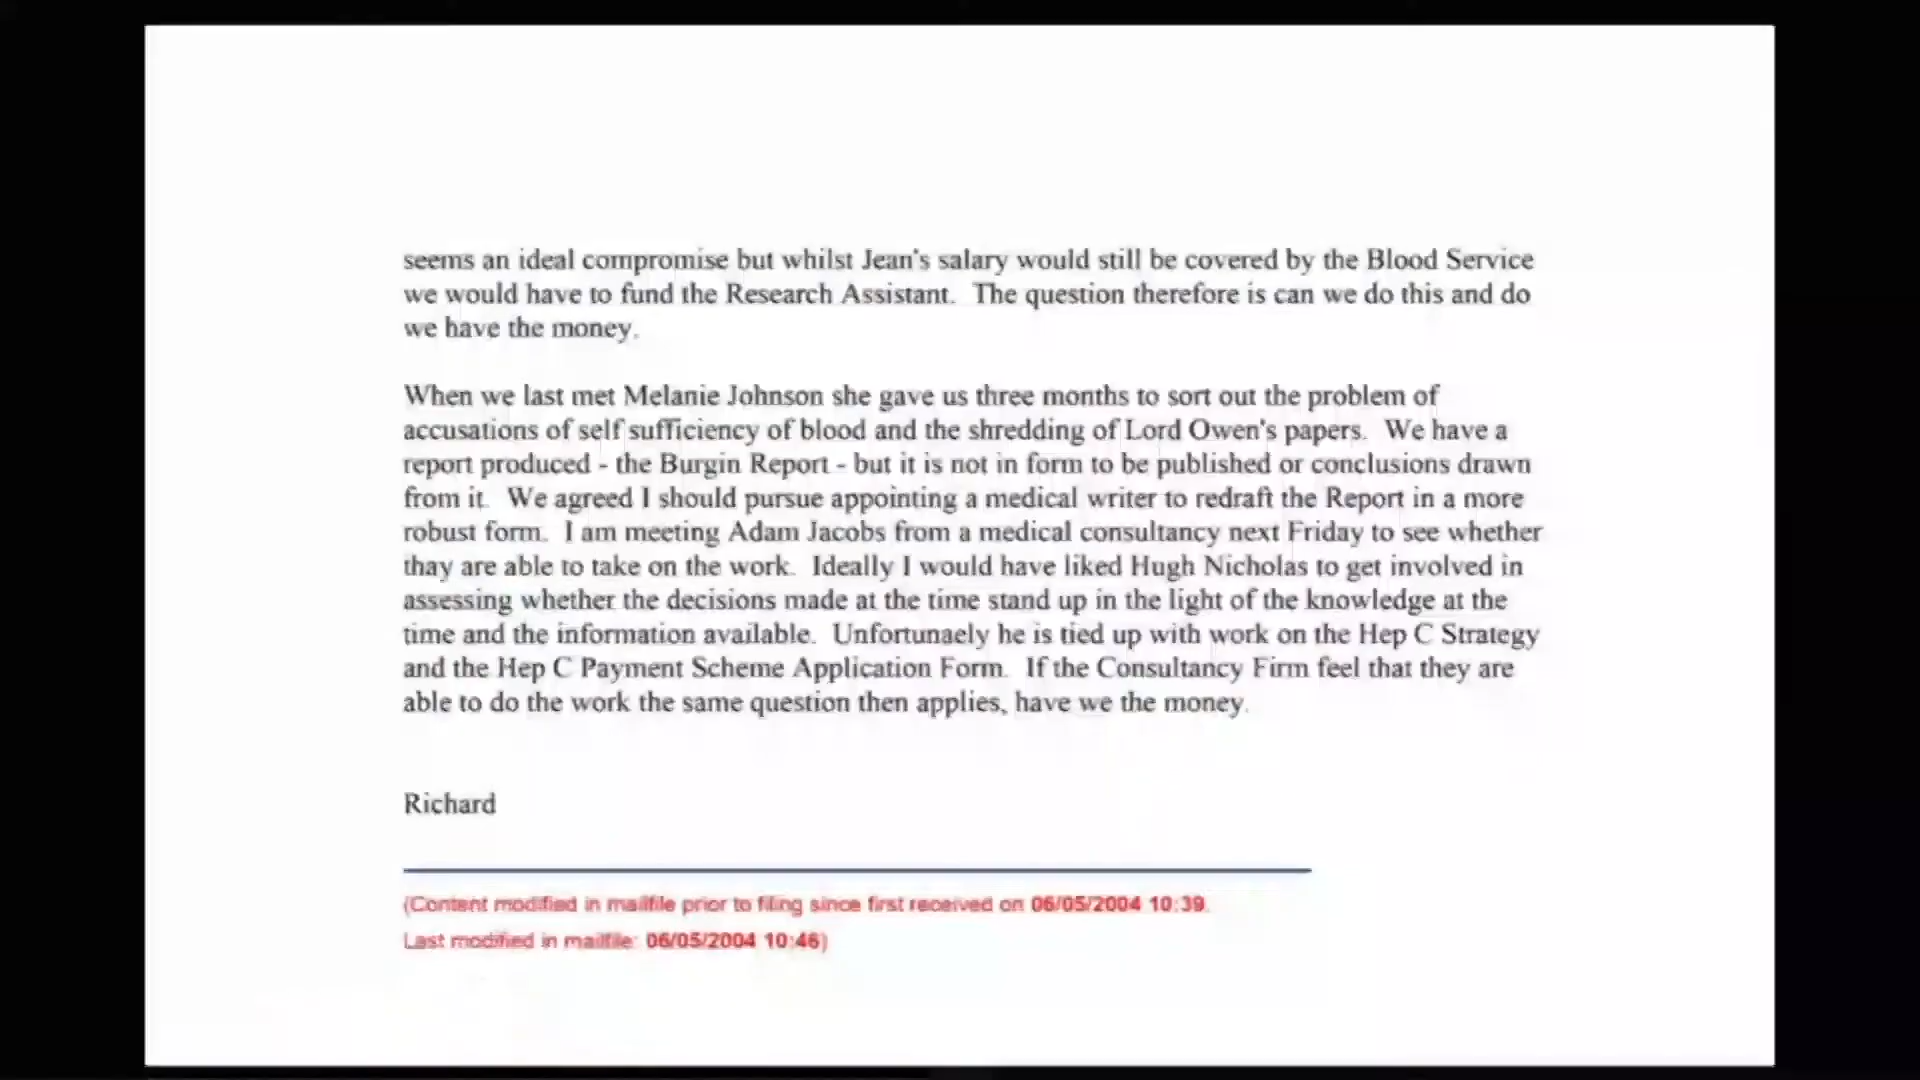 seems an ideal compromise but whilst Jean's salary would still be covered by the Blood Service
we would have to fund the Research Assistant.  The question therefore is can we do this and do
we have the money.
When we last met Melanie Johnson she gave us three months to sort out the problem of
accusations of self sufficiency of blood and the shredding of Lord Owen's papers.  We have a
report produced - the Burgin Report - but it is not in form to be published or conclusions drawn
from it.  We agreed I should pursue appointing a medical writer to redraft the Report in a more
robust form.  I am meeting Adam Jacobs from a medical consultancy next Friday to see whether
thay are able to take on the work.  Ideally I would have liked Hugh Nicholas to get involved in
assessing whether the decisions made at the time stand up in the light of the knowledge at the
time and the information available.  Unfortunaely he is tied up with work on the Hep C Strategy
and the Hep C Payment Scheme Application Form.  If the Consultancy Firm feel that they are
able to do the work the same question then applies, have we the money.
Richard
(Content modified in mailfile prior to filing since first received on 06/05/2004 10:39.
Last modified in mailfile: 06/05/2004 10:46)